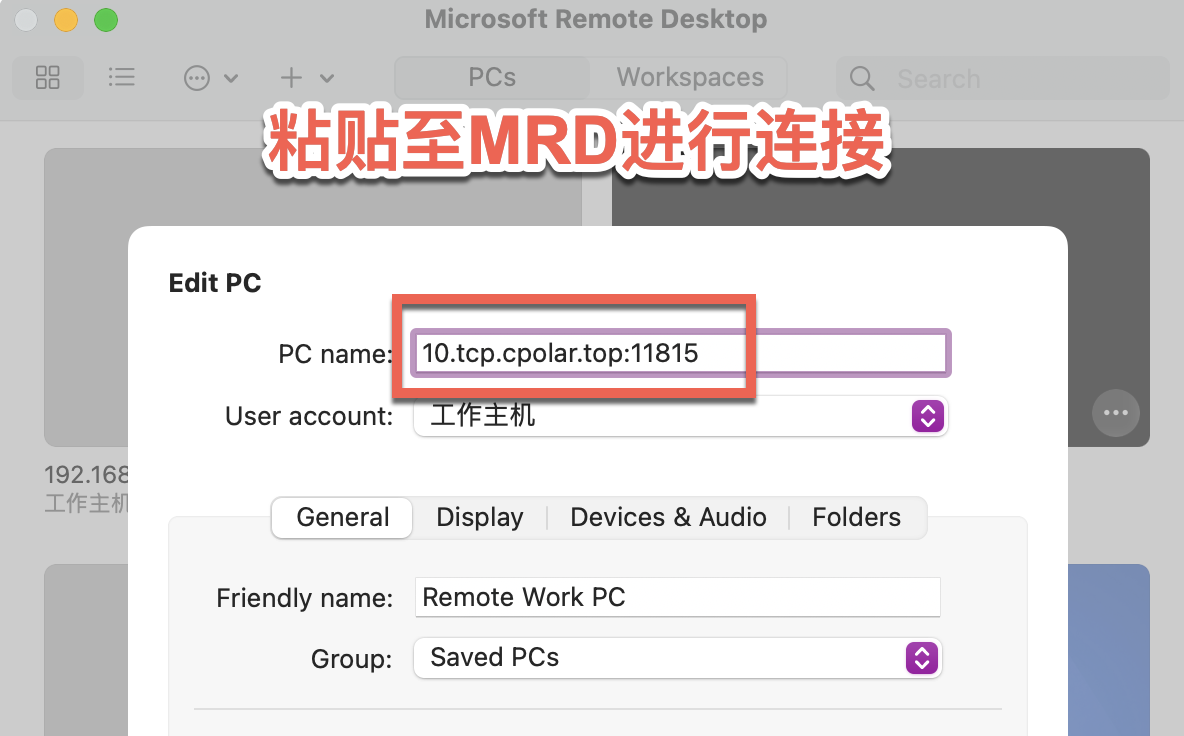 Microsoft Remote Desktop
PCs
Workspaces
Search
粘贴至MRD进行连接
Edit PC
PC name: 10.tcp.cpolar.top:11815
User account: 工作主机
192.168
工作主机
General
Display
Devices & Audio
Folders
Friendly name: Remote Work PC
Group: Saved PCs